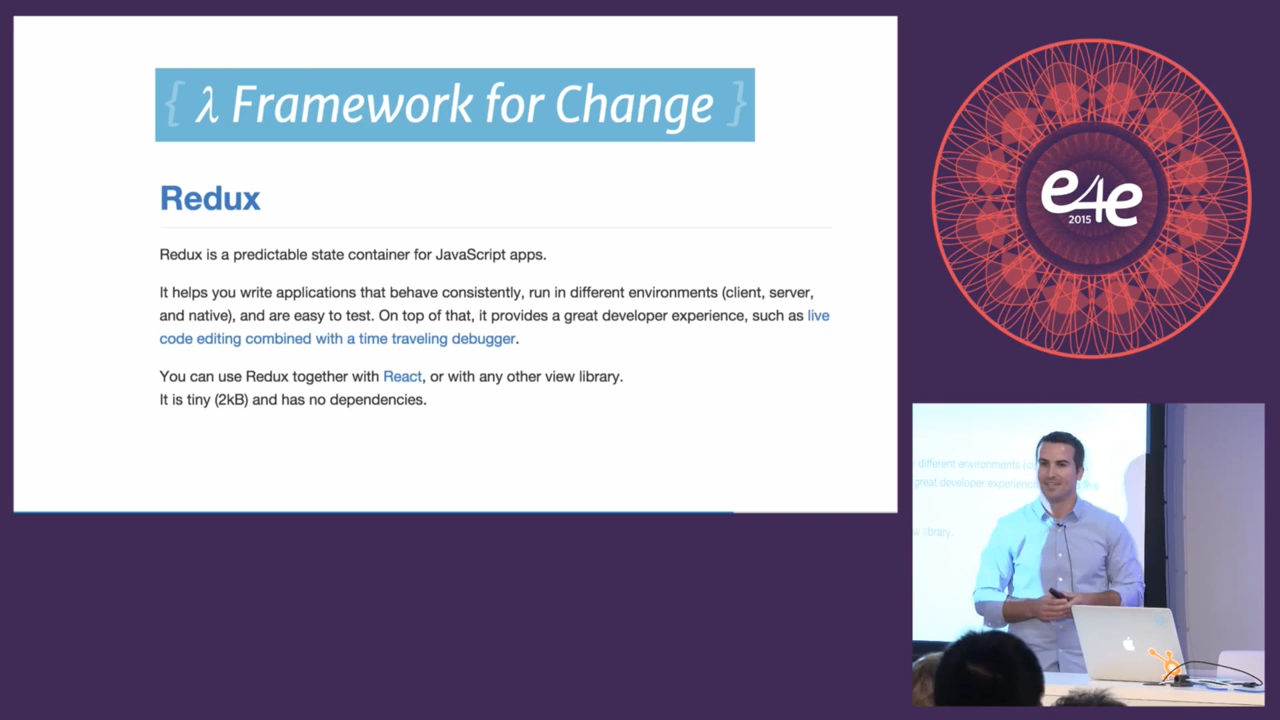 { λ Framework for Change }
Redux
Redux is a predictable state container for JavaScript apps.
It helps you write applications that behave consistently, run in different environments (client, server,
and native), and are easy to test. On top of that, it provides a great developer experience, such as live
code editing combined with a time traveling debugger.
You can use Redux together with React, or with any other view library.
It is tiny (2kB) and has no dependencies.
e4e
2015
different environments
great developer experience
library.